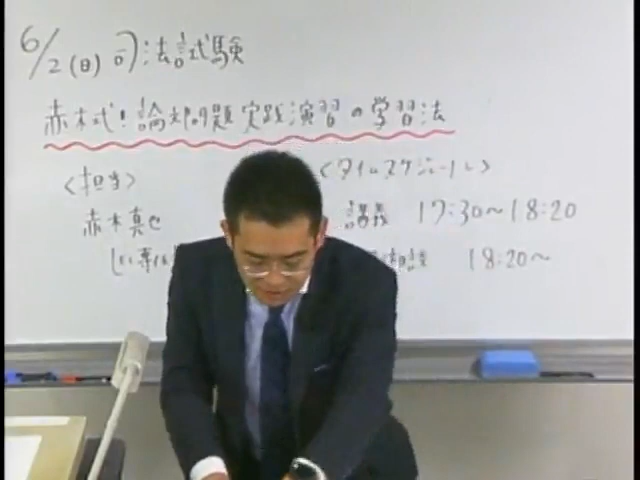 6/2(日) 司法試験
赤木式!論文問題実践演習の学習法
<担当>
赤木真也
<タイムスケジュール>
講義 17:30〜18:20
相談 18:20〜